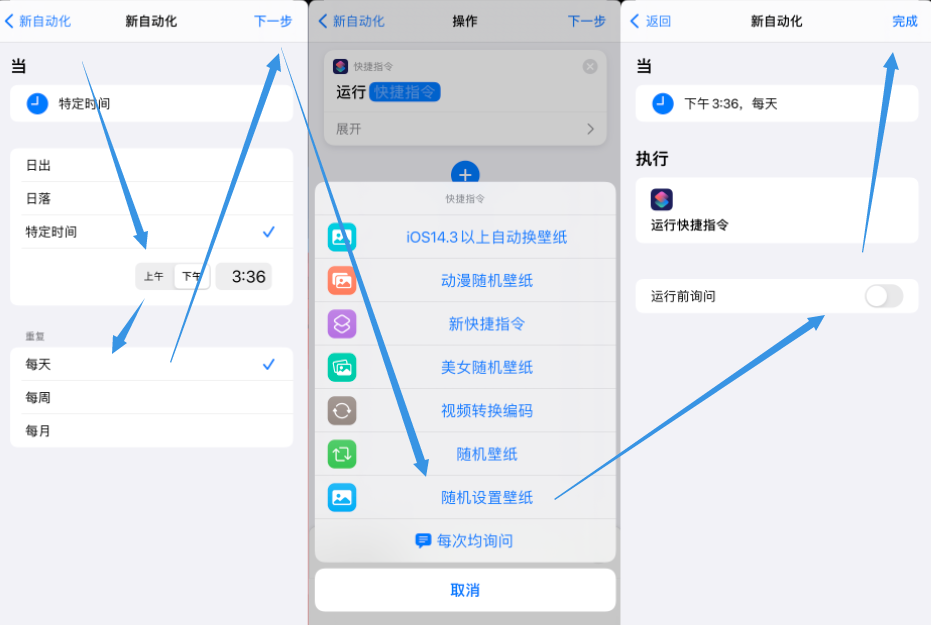 新自动化
新自动化
下一步
当
特定时间
日出
日落
特定时间
上午
下午
3:36
重复
每天
每周
每月
新自动化
操作
下一步
快捷指令
运行 快捷指令
展开
快捷指令
iOS14.3以上自动换壁纸
动漫随机壁纸
新快捷指令
美女随机壁纸
视频转换编码
随机壁纸
随机设置壁纸
每次均询问
取消
返回
新自动化
完成
当
下午 3:36，每天
执行
运行快捷指令
运行前询问